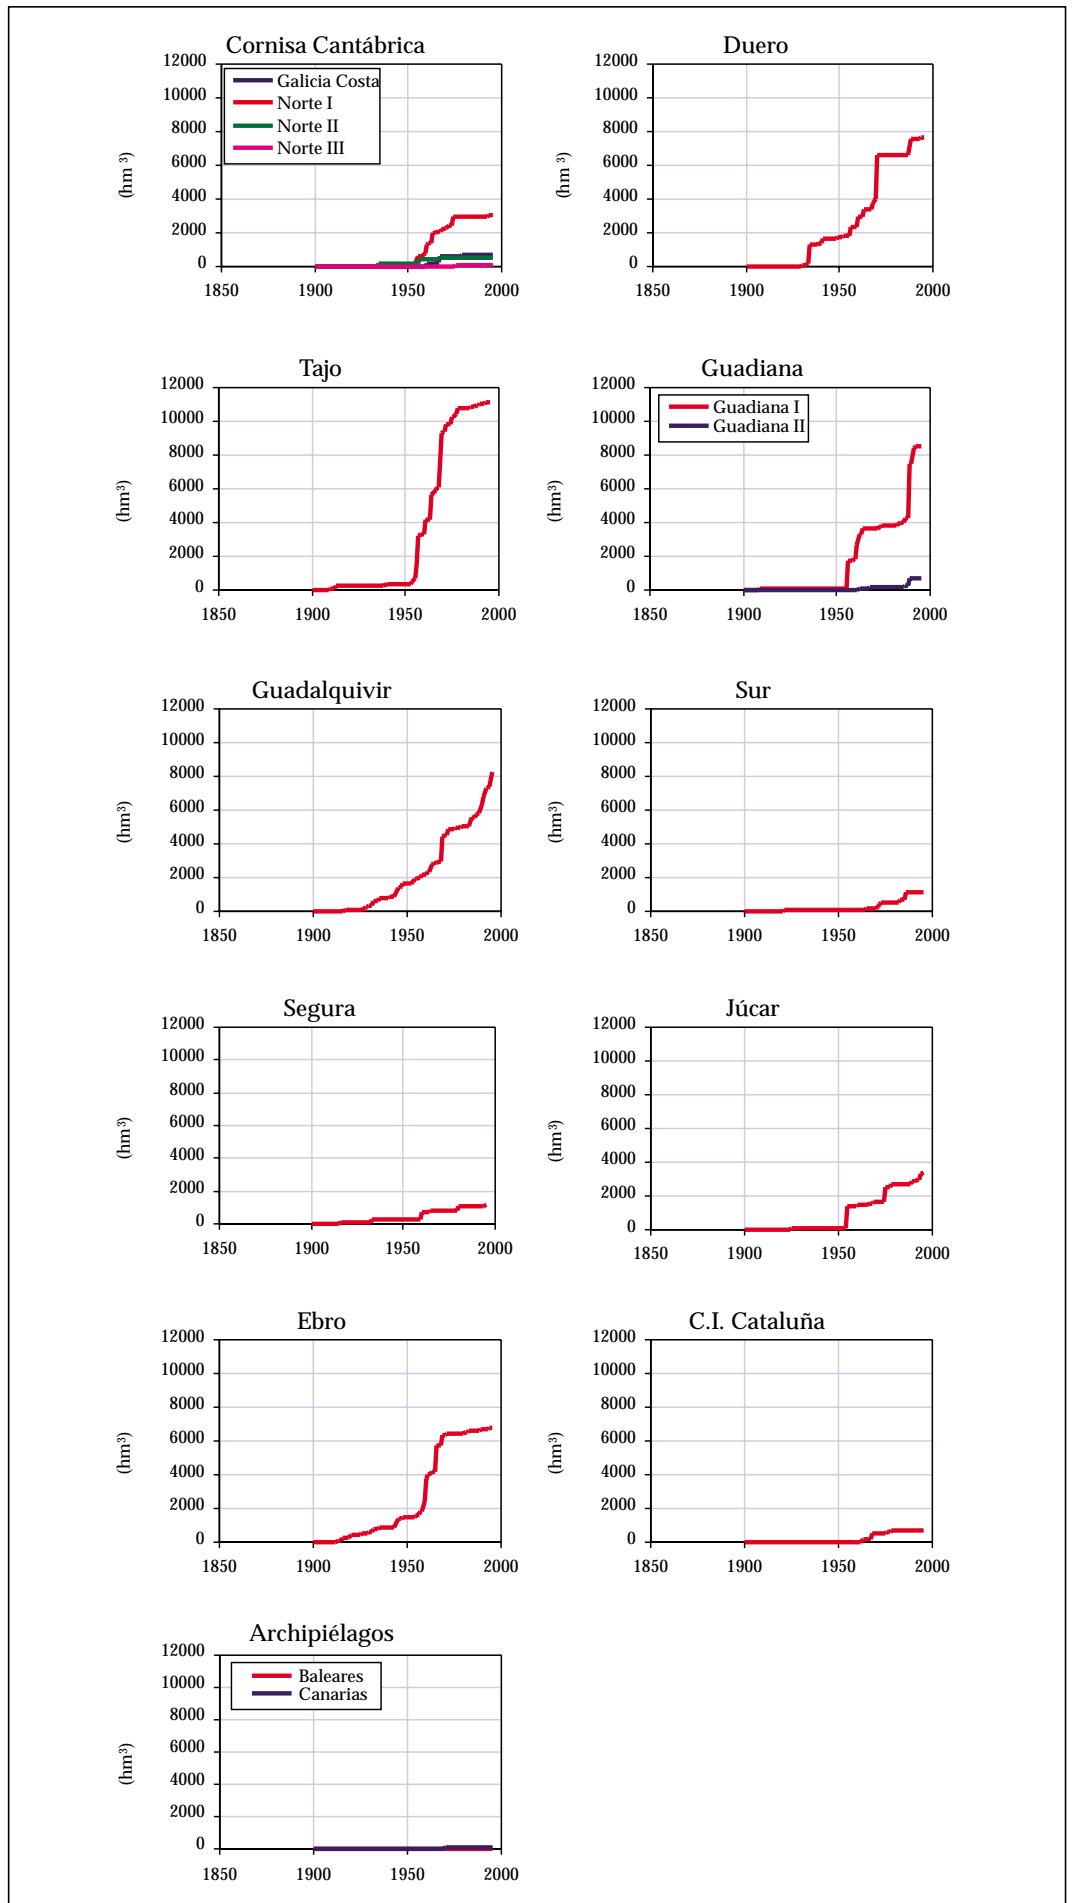 Cornisa Cantábrica
12000
10000
8000
6000
4000
2000
0
(hm ³)
Galicia Costa
Norte I
Norte II
Norte III
1850 1900 1950 2000
Duero
12000
10000
8000
6000
4000
2000
0
(hm ³)
1850 1900 1950 2000
Tajo
12000
10000
8000
6000
4000
2000
0
(hm³)
1850 1900 1950 2000
Guadiana
12000
10000
8000
6000
4000
2000
0
(hm³)
Guadiana I
Guadiana II
1850 1900 1950 2000
Guadalquivir
12000
10000
8000
6000
4000
2000
0
(hm³)
1850 1900 1950 2000
Sur
12000
10000
8000
6000
4000
2000
0
(hm³)
1850 1900 1950 2000
Segura
12000
10000
8000
6000
4000
2000
0
(hm³)
1850 1900 1950 2000
Júcar
12000
10000
8000
6000
4000
2000
0
(hm³)
1850 1900 1950 2000
Ebro
12000
10000
8000
6000
4000
2000
0
(hm³)
1850 1900 1950 2000
C.I. Cataluña
12000
10000
8000
6000
4000
2000
0
(hm³)
1850 1900 1950 2000
Archipiélagos
12000
10000
8000
6000
4000
2000
0
(hm³)
Baleares
Canarias
1850 1900 1950 2000